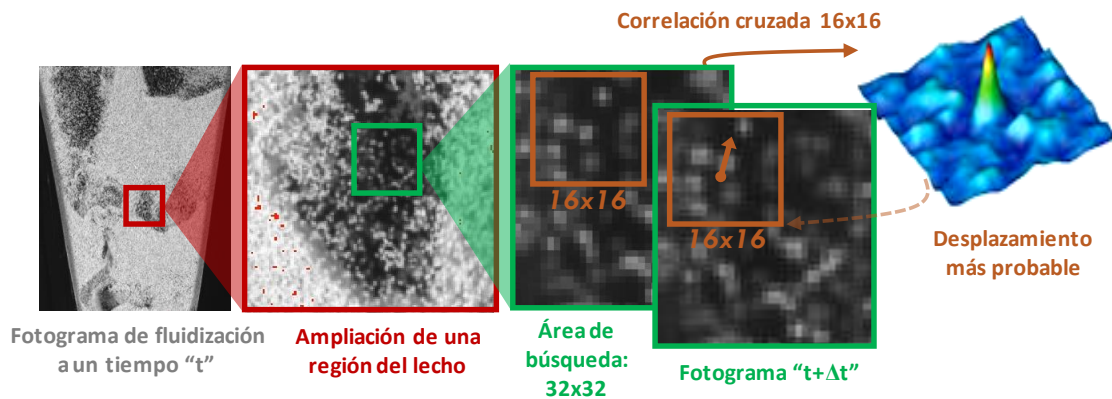 Correlación cruzada 16x16
16x16
16x16
Desplazamiento
más probable
Fotograma de fluidización
a un tiempo “t”
Ampliación de una
región del lecho
Área de
búsqueda:
32x32
Fotograma “t+Δt”